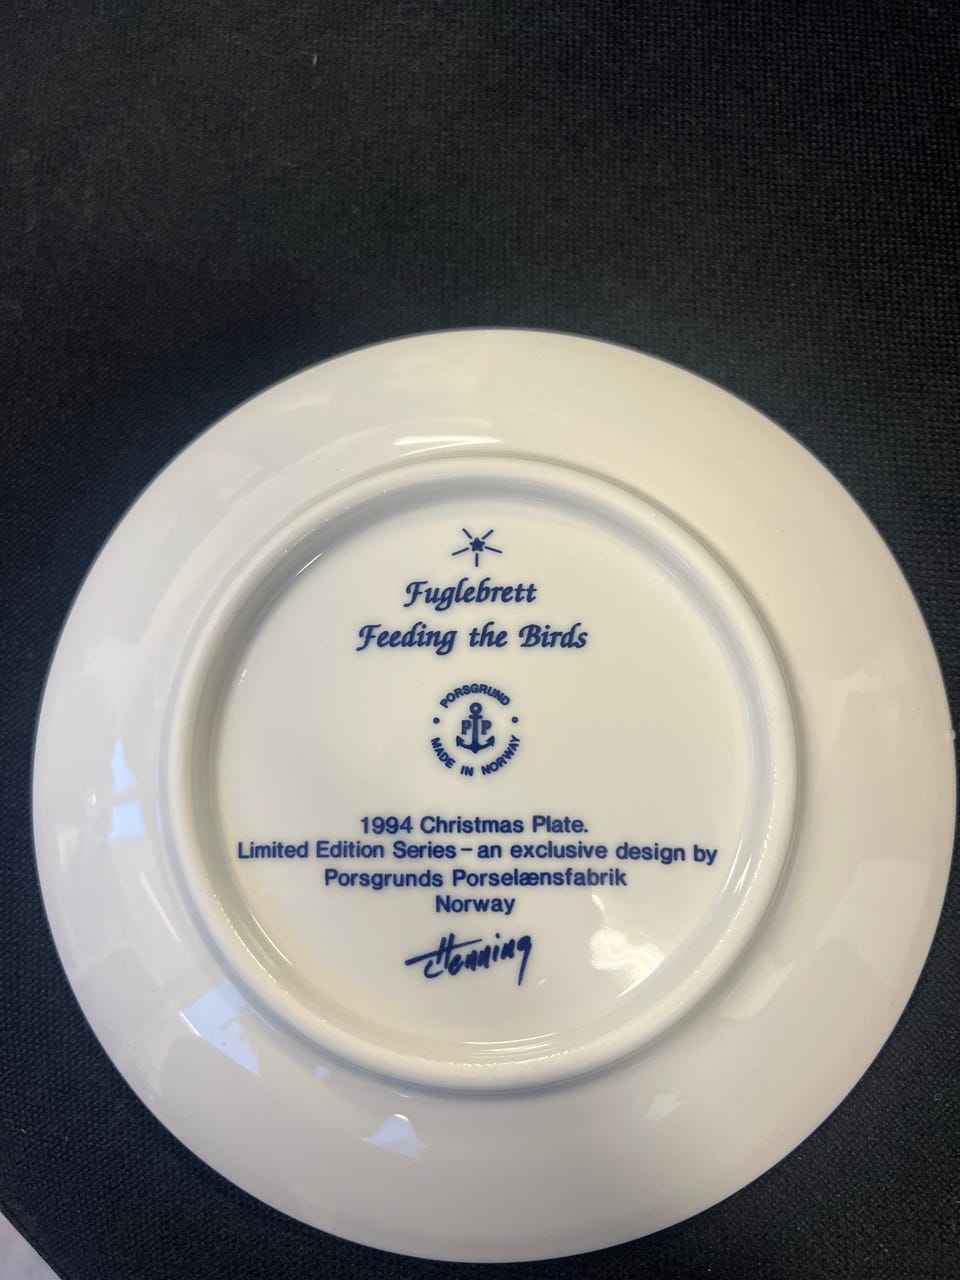 Fuglebrett
Feeding the Birds
PORSGRUND
PP
MADE IN NORWAY
1994 Christmas Plate.
Limited Edition Series – an exclusive design by
Porsgrunds Porselænsfabrik
Norway
Henning